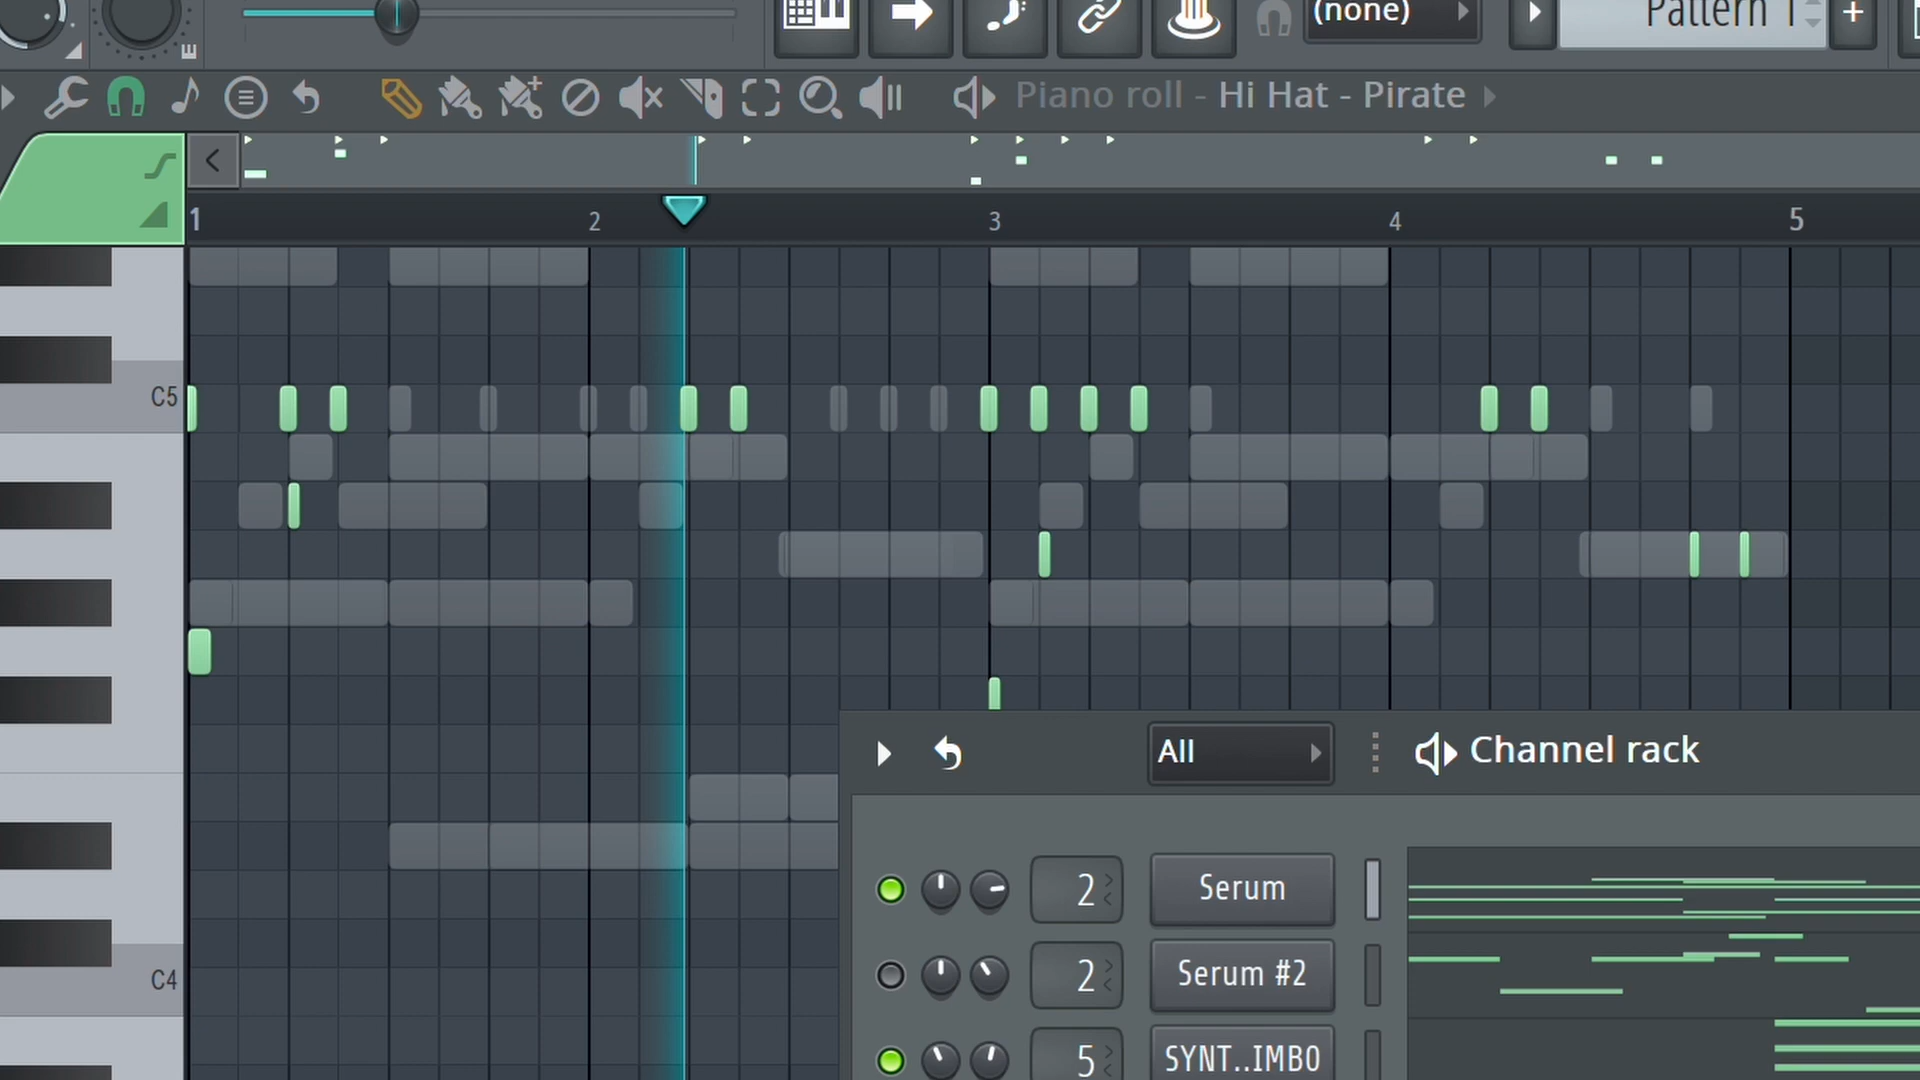 (none)
Pattern 1
Piano roll - Hi Hat - Pirate
1 2 3 4 5
C5
C4
All
Channel rack
2 Serum
2 Serum #2
5 SYNT..IMBO